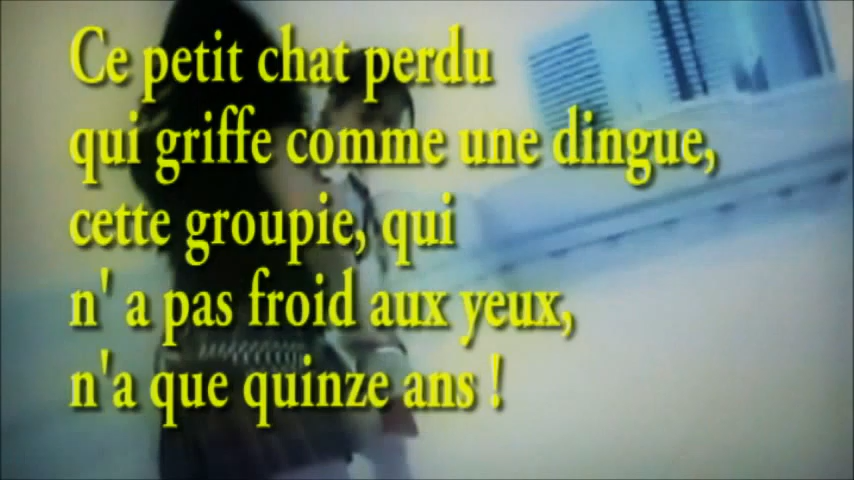 Ce petit chat perdu
qui griffe comme une dingue,
cette groupie, qui
n' a pas froid aux yeux,
n'a que quinze ans !